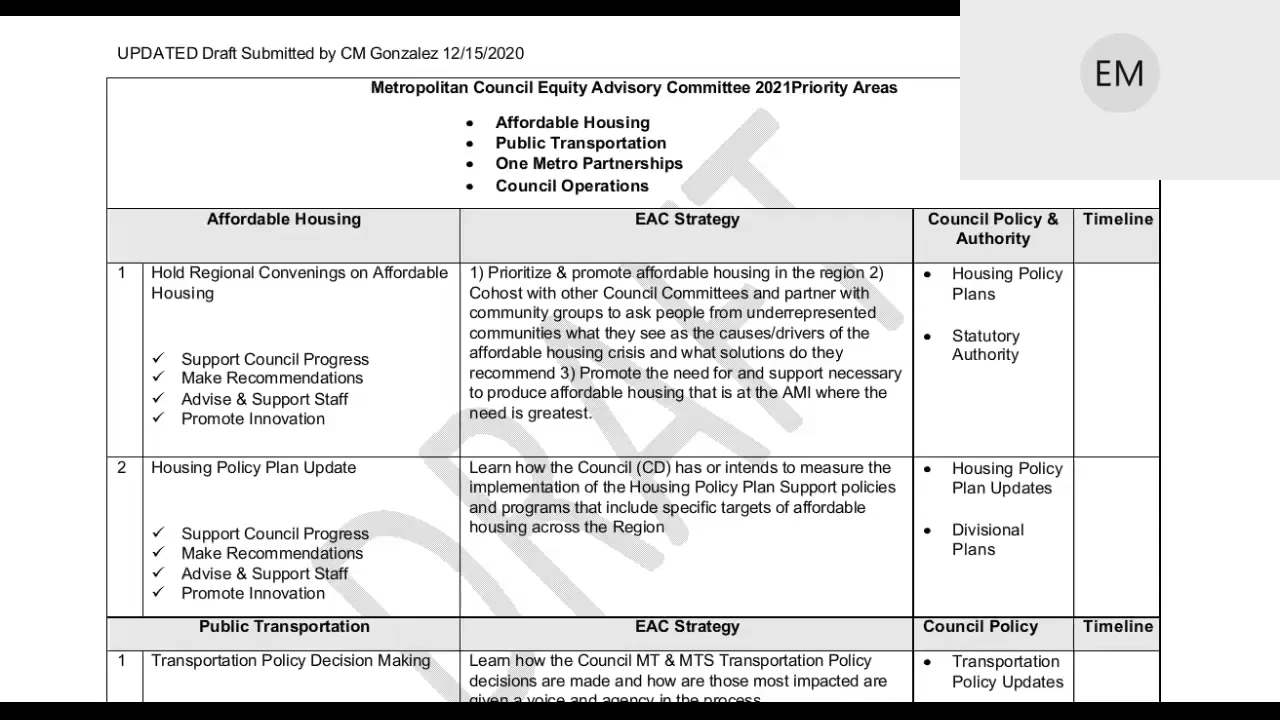 UPDATED Draft Submitted by CM Gonzalez 12/15/2020
EM
Metropolitan Council Equity Advisory Committee 2021Priority Areas
• Affordable Housing
• Public Transportation
• One Metro Partnerships
• Council Operations
Affordable Housing
EAC Strategy
Council Policy &
Authority
Timeline
1
Hold Regional Convenings on Affordable
Housing
✓ Support Council Progress
✓ Make Recommendations
✓ Advise & Support Staff
✓ Promote Innovation
1) Prioritize & promote affordable housing in the region 2)
Cohost with other Council Committees and partner with
community groups to ask people from underrepresented
communities what they see as the causes/drivers of the
affordable housing crisis and what solutions do they
recommend 3) Promote the need for and support necessary
to produce affordable housing that is at the AMI where the
need is greatest.
• Housing Policy
Plans
• Statutory
Authority
2
Housing Policy Plan Update
✓ Support Council Progress
✓ Make Recommendations
✓ Advise & Support Staff
✓ Promote Innovation
Learn how the Council (CD) has or intends to measure the
implementation of the Housing Policy Plan Support policies
and programs that include specific targets of affordable
housing across the Region
• Housing Policy
Plan Updates
• Divisional
Plans
Public Transportation
EAC Strategy
Council Policy
Timeline
1
Transportation Policy Decision Making
Learn how the Council MT & MTS Transportation Policy
decisions are made and how are those most impacted are
given a voice and agency in the process
• Transportation
Policy Updates
DRAFT